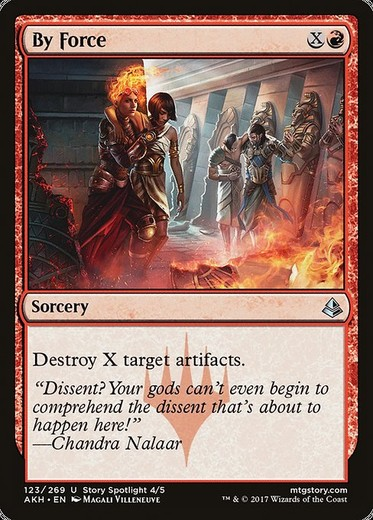 By Force X
Sorcery
Destroy X target artifacts.
“Dissent? Your gods can’t even begin to
comprehend the dissent that’s about to
happen here!”
—Chandra Nalaar
123/269 U Story Spotlight 4/5
mtgstory.com
AKH • EN Magali Villeneuve
™ & © 2017 Wizards of the Coast